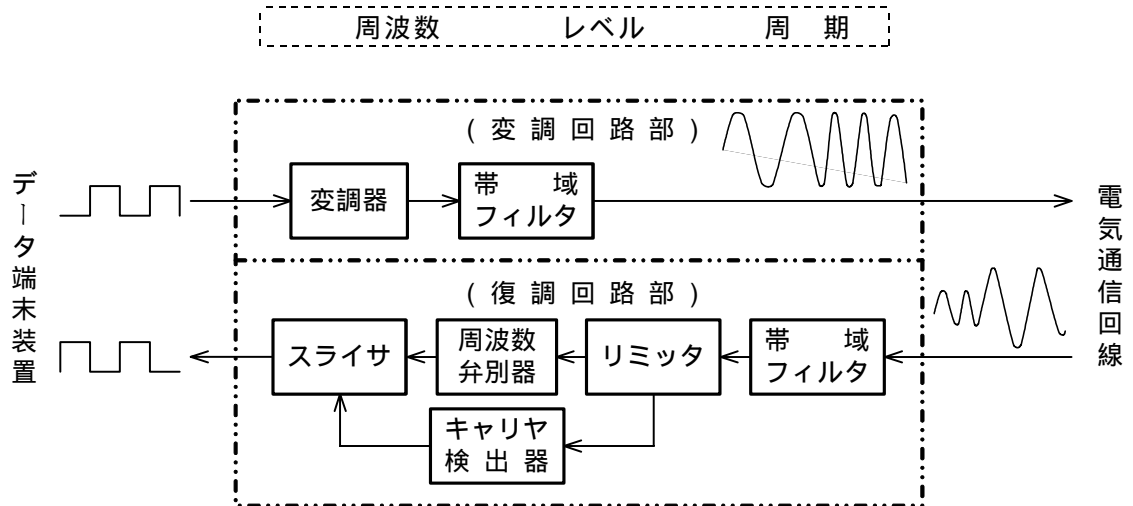 周波数 レベル 周 期
(変調回路部)
データ端末装置
変調器
帯 域
フィルタ
電気通信回線
(復調回路部)
スライサ
周波数
弁別器
リミッタ
帯 域
フィルタ
キャリヤ
検 出 器